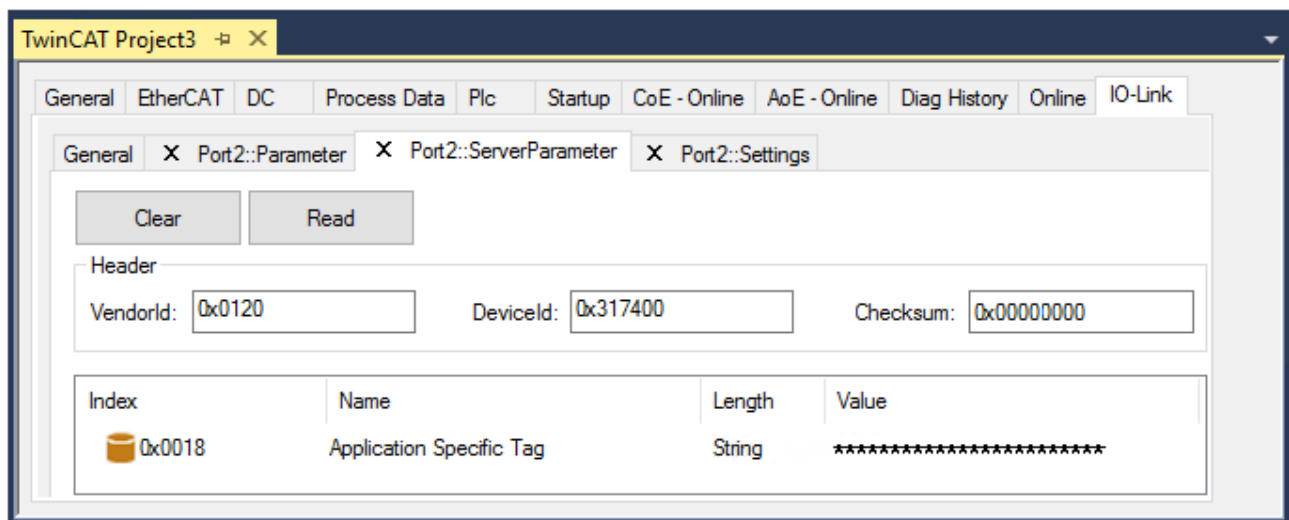 TwinCAT Project3
General EtherCAT DC Process Data Plc Startup CoE - Online AoE - Online Diag History Online IO-Link
General X Port2::Parameter X Port2::ServerParameter X Port2::Settings
Clear Read
Header
VendorId: 0x0120 DeviceId: 0x317400 Checksum: 0x00000000
Index Name Length Value
0x0018 Application Specific Tag String ************************